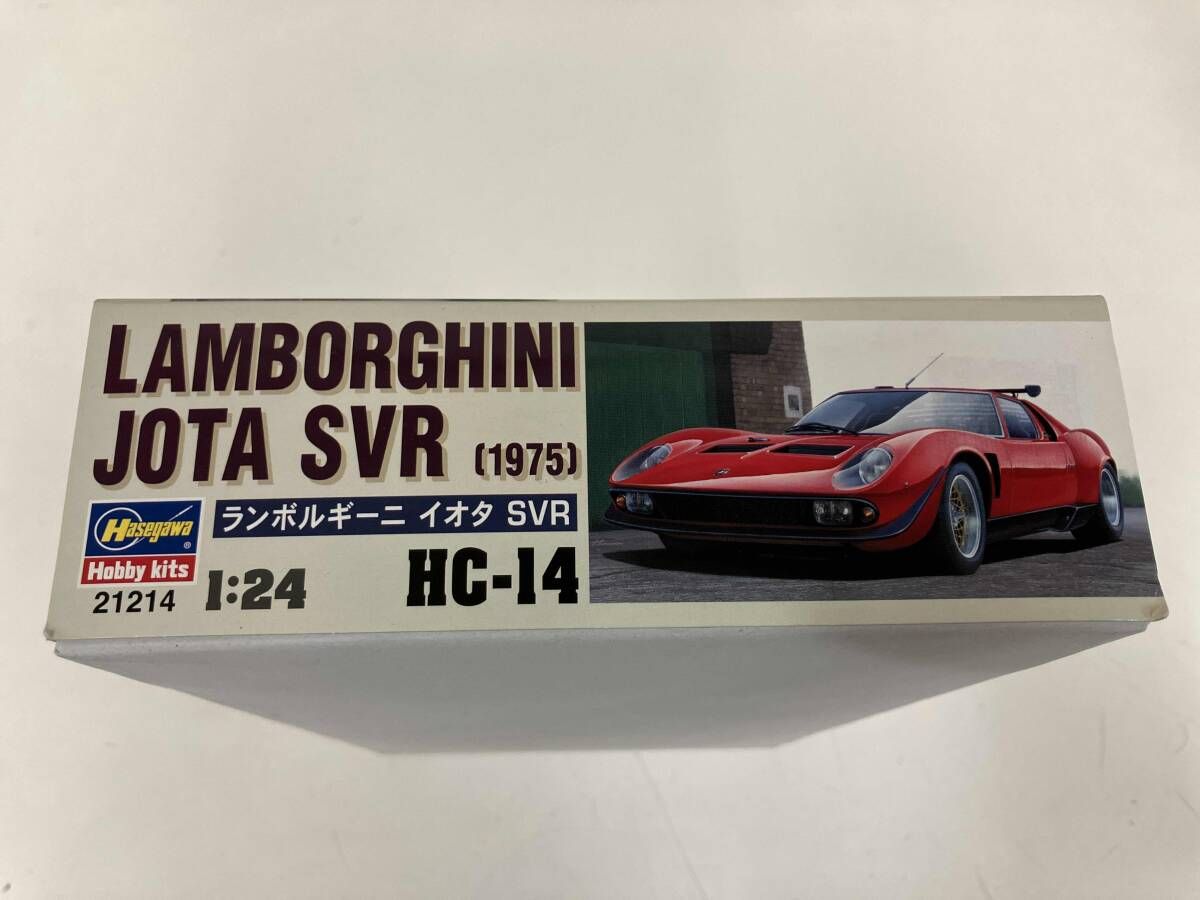 LAMBORGHINI
JOTA SVR (1975)
Hasegawa®
Hobby kits
21214
ランボルギーニ イオタ SVR
1:24
HC-14